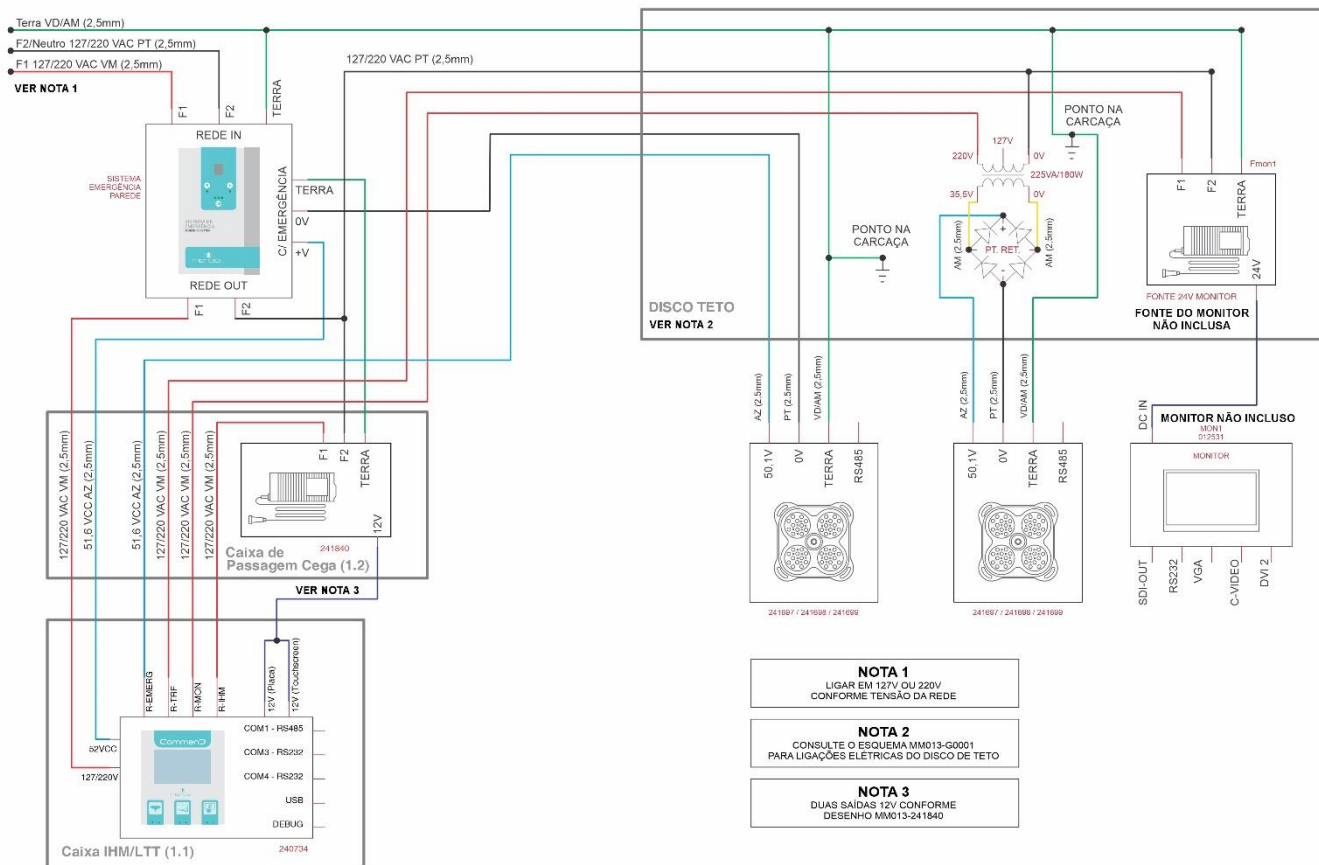 Terra VD/AM (2,5mm)
F2/Neutro 127/220 VAC PT (2,5mm)
F1 127/220 VAC VM (2,5mm)
VER NOTA 1
127/220 VAC PT (2,5mm)
F1
F2
TERRA
REDE IN
SISTEMA
EMERGÊNCIA
PAREDE
C/ EMERGÊNCIA
TERRA
0V
+V
REDE OUT
F1
F2
DISCO TETO
VER NOTA 2
PONTO NA
CARCAÇA
PONTO NA
CARCAÇA
127V
220V
0V
225VA/180W
35,5V
0V
AM (2,5mm)
+
PT. RET.
-
AM (2,5mm)
Fmon1
F1
F2
TERRA
24V
FONTE 24V MONITOR
FONTE DO MONITOR
NÃO INCLUSA
AZ (2,5mm)
PT (2,5mm)
VD/AM (2,5mm)
AZ (2,5mm)
PT (2,5mm)
VD/AM (2,5mm)
DC IN
MONITOR NÃO INCLUSO
MON1
012531
MONITOR
SDI-OUT
RS232
VGA
C-VIDEO
DVI 2
50,1V
0V
TERRA
RS485
241697 / 241698 / 241699
50,1V
0V
TERRA
RS485
241697 / 241698 / 241699
127/220 VAC VM (2,5mm)
51,6 VCC AZ (2,5mm)
51,6 VCC AZ (2,5mm)
127/220 VAC VM (2,5mm)
127/220 VAC VM (2,5mm)
127/220 VAC VM (2,5mm)
F1
F2
TERRA
12V
241840
Caixa de
Passagem Cega (1.2)
VER NOTA 3
R-EMERG
R-TRF
R-MON
R-IHM
12V (Placa)
12V (Touchscreen)
52VCC
127/220V
CommenD
COM1 - RS485
COM3 - RS232
COM4 - RS232
USB
DEBUG
240734
Caixa IHM/LTT (1.1)
NOTA 1
LIGAR EM 127V OU 220V
CONFORME TENSÃO DA REDE
NOTA 2
CONSULTE O ESQUEMA MM013-G0001
PARA LIGAÇÕES ELÉTRICAS DO DISCO DE TETO
NOTA 3
DUAS SAÍDAS 12V CONFORME
DESENHO MM013-241840